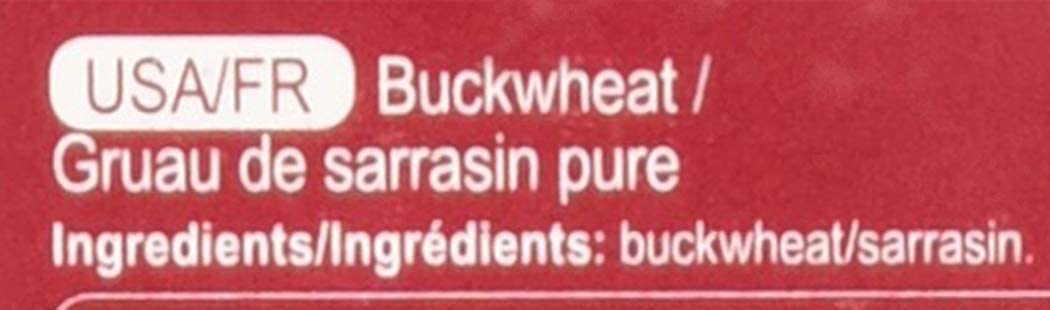 USA/FR Buckwheat /
Gruau de sarrasin pure
Ingredients/Ingrédients: buckwheat/sarrasin.